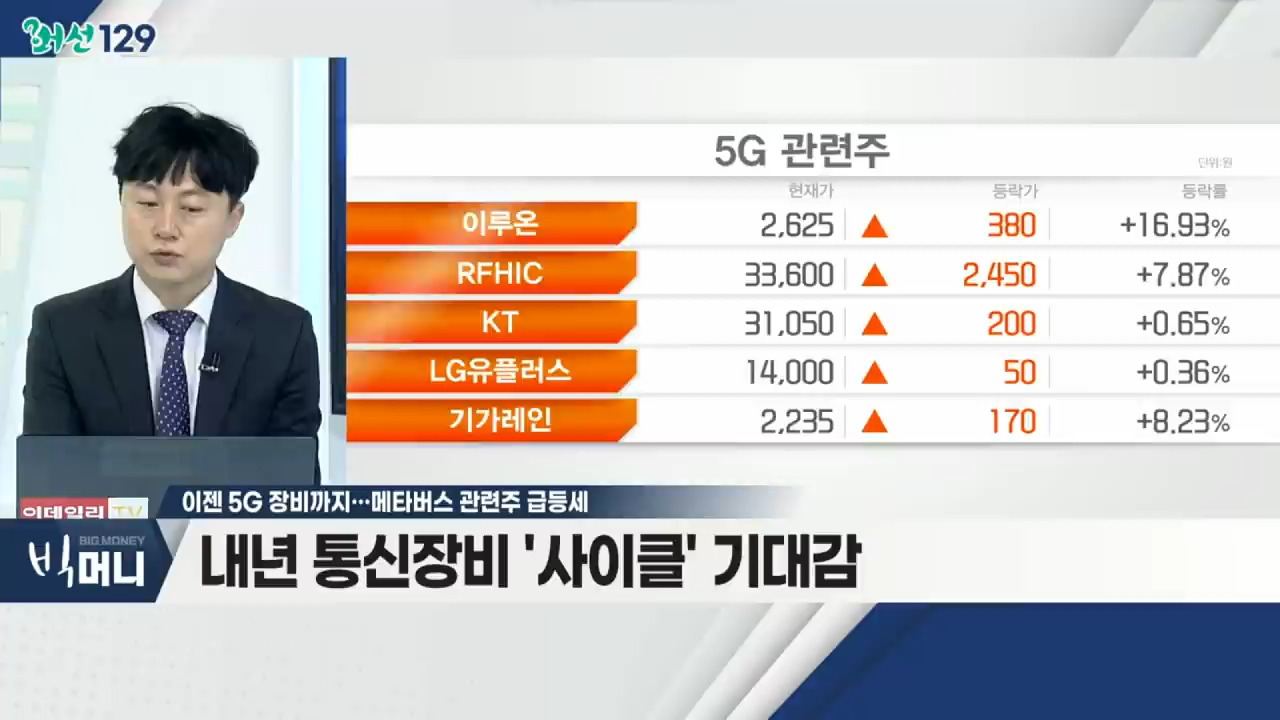 머선129
5G 관련주
단위:원
현재가 등락가 등락률
이루온 2,625 ▲ 380 +16.93%
RFHIC 33,600 ▲ 2,450 +7.87%
KT 31,050 ▲ 200 +0.65%
LG유플러스 14,000 ▲ 50 +0.36%
기가레인 2,235 ▲ 170 +8.23%
이데일리 TV
이젠 5G 장비까지…메타버스 관련주 급등세
BIG MONEY
빅머니
내년 통신장비 '사이클' 기대감